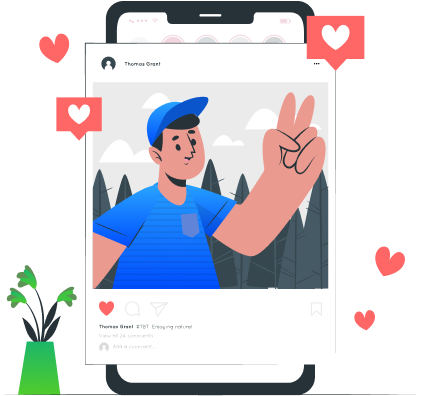 Thomas Grant
Thomas Grant #TBT Enjoying nature!
View all 24 comments
Add a comment...